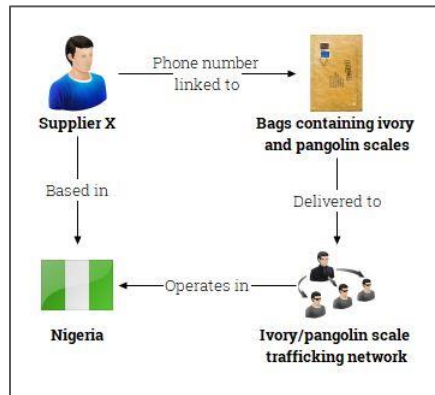 Phone number
linked to
Supplier X
Bags containing ivory
and pangolin scales
Based in
Delivered to
Operates in
Nigeria
Ivory/pangolin scale
trafficking network